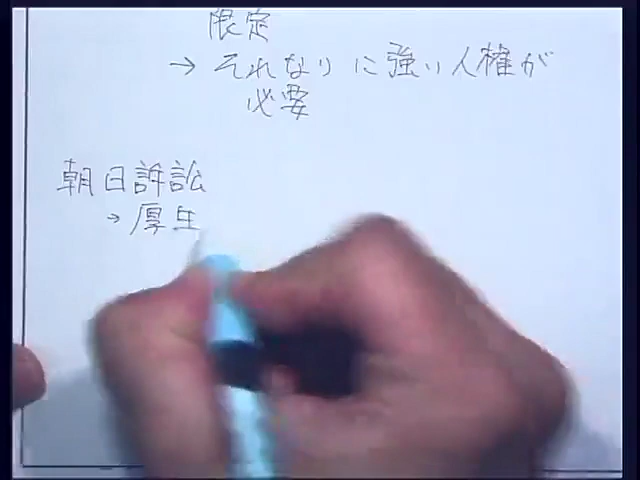 限定
→ それなりに強い人権が
必要
朝日訴訟
→ 厚生